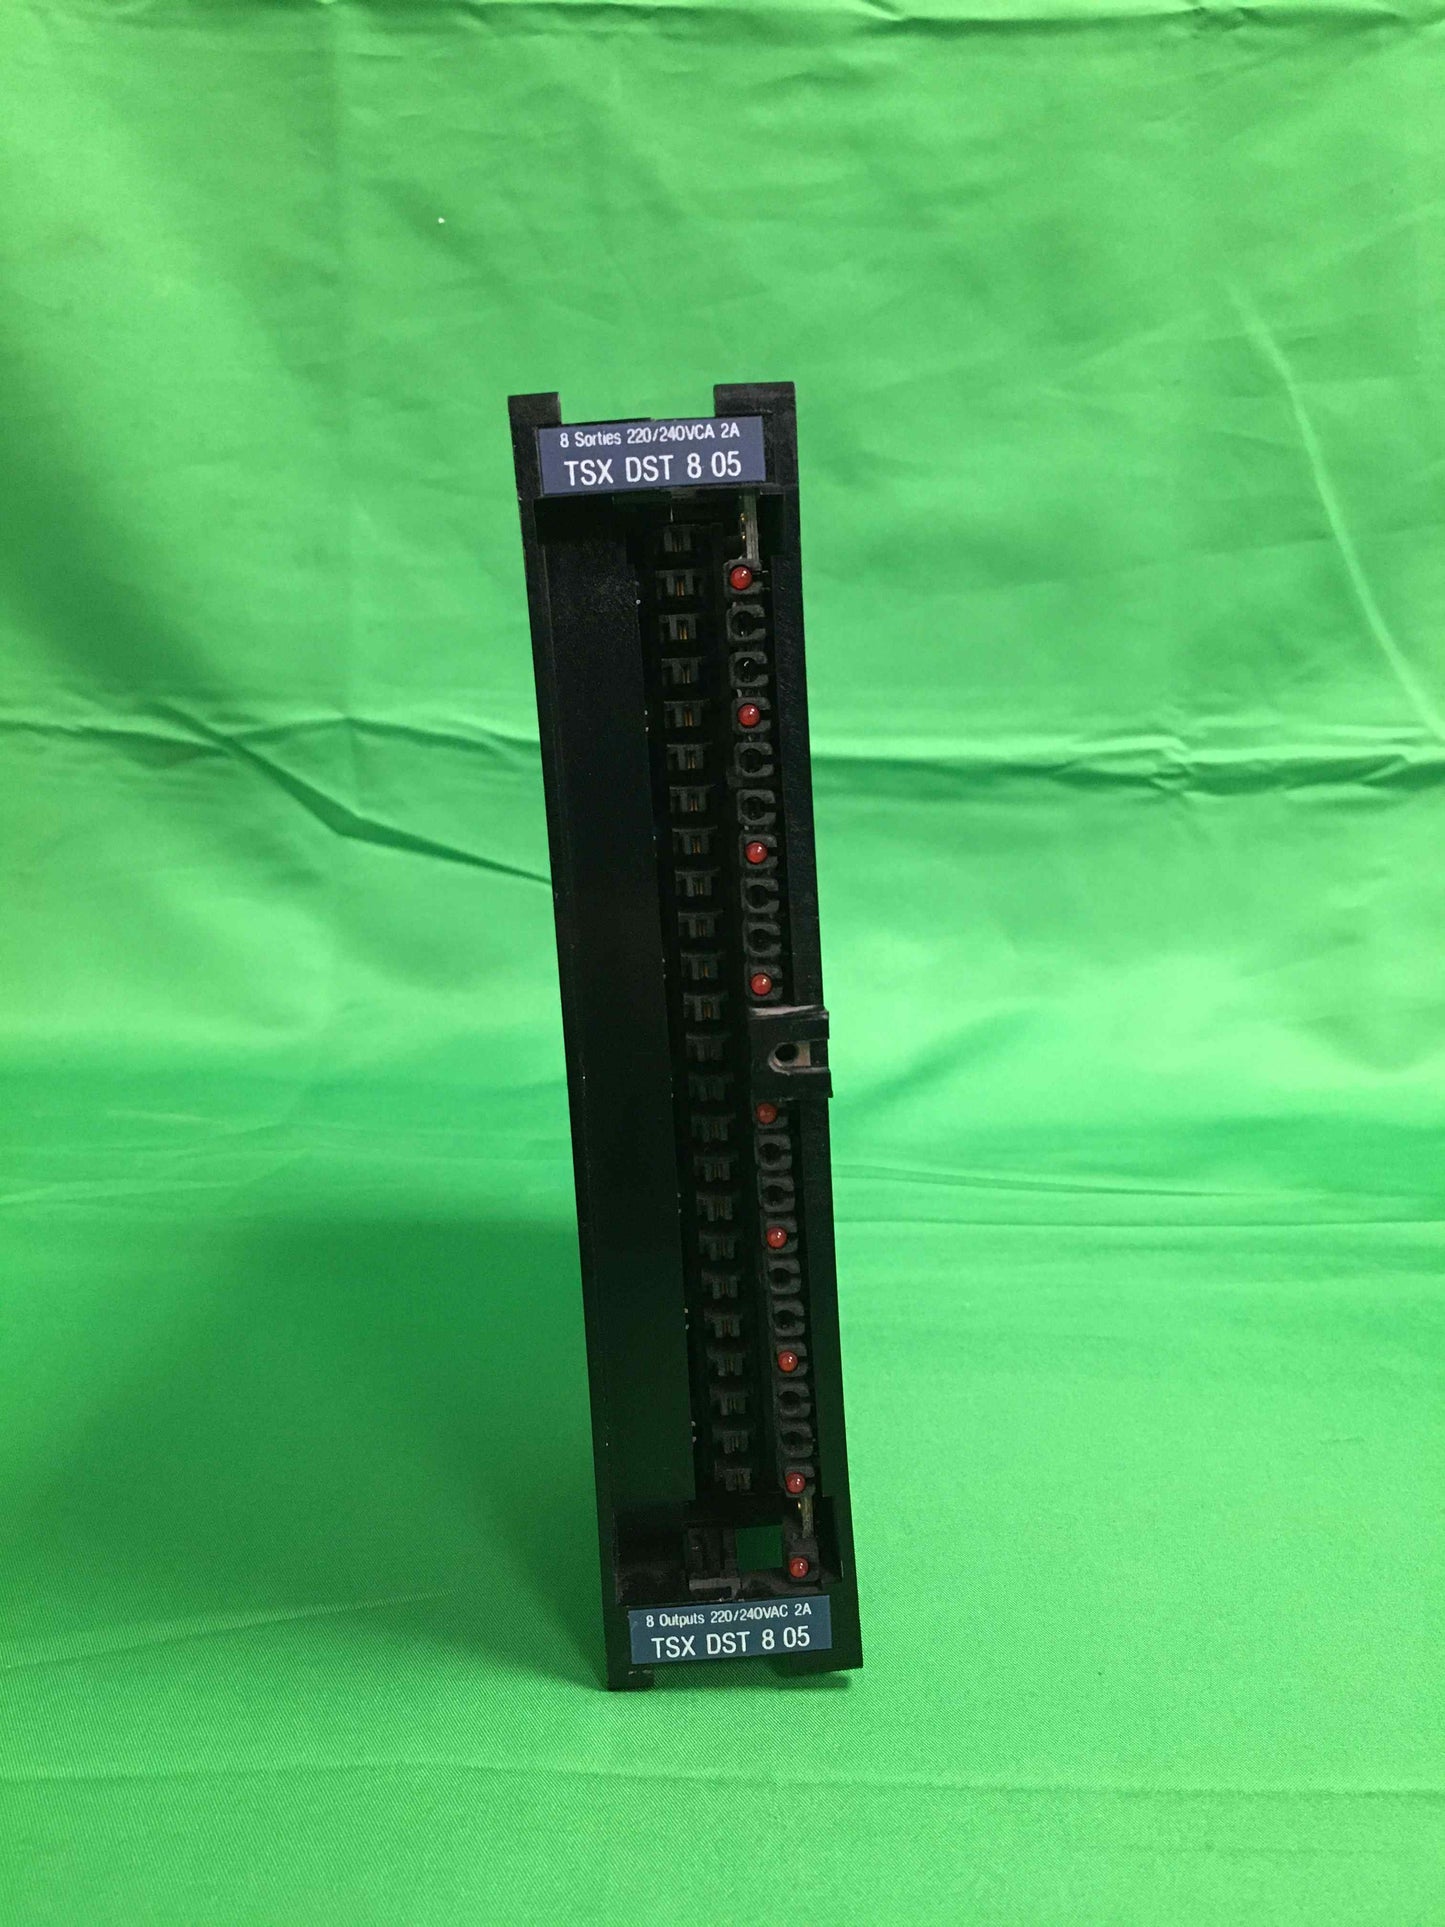 8 Sorties 220/240VCA 2A
TSX DST 8 05
8 Outputs 220/240VAC 2A
TSX DST 8 05